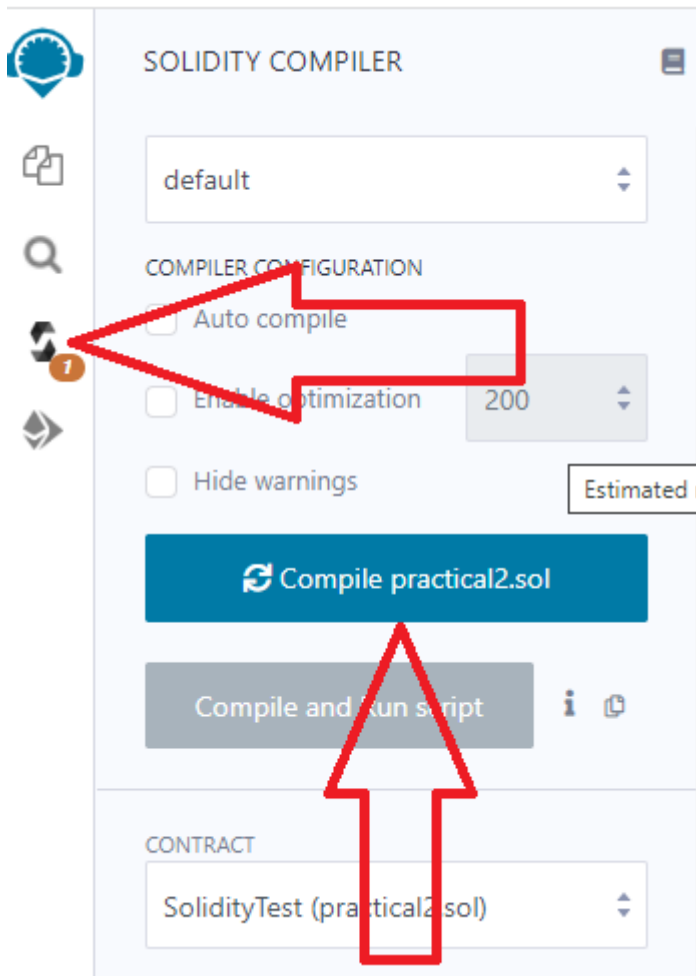 SOLIDITY COMPILER
default
COMPILER CONFIGURATION
Auto compile
1
Enable optimization 200
Hide warnings
Estimated
Compile practical2.sol
Compile and Run script i
CONTRACT
SolidityTest (practical2.sol)